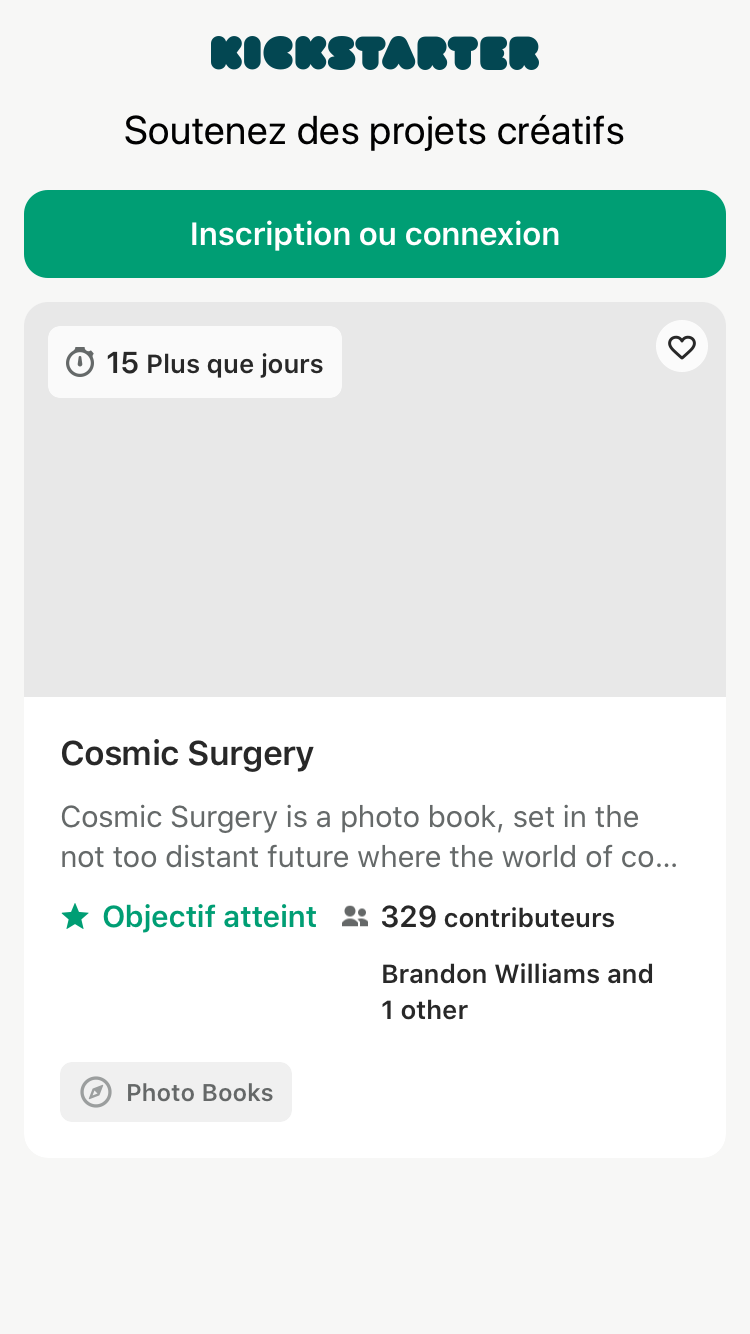 KICKSTARTER
Soutenez des projets créatifs
Inscription ou connexion
15 Plus que jours
Cosmic Surgery
Cosmic Surgery is a photo book, set in the
not too distant future where the world of co...
Objectif atteint
329 contributeurs
Brandon Williams and
1 other
Photo Books